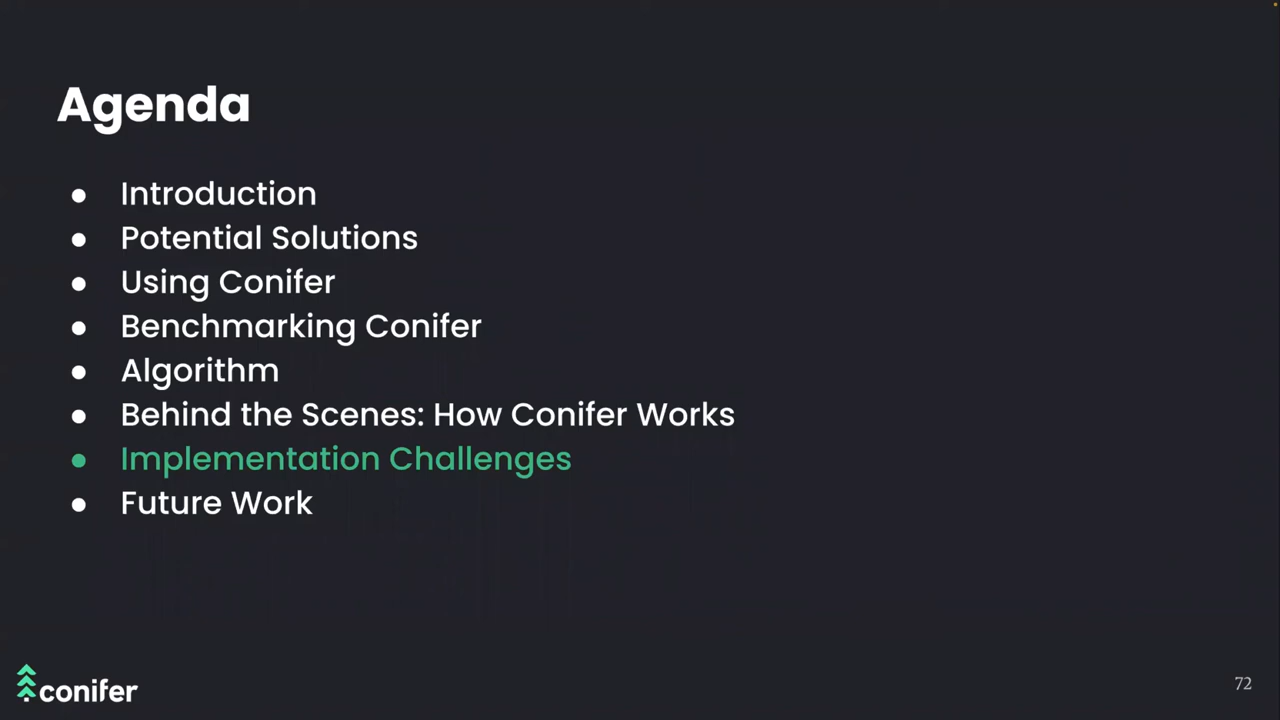 Agenda
● Introduction
● Potential Solutions
● Using Conifer
● Benchmarking Conifer
● Algorithm
● Behind the Scenes: How Conifer Works
● Implementation Challenges
● Future Work
conifer
72